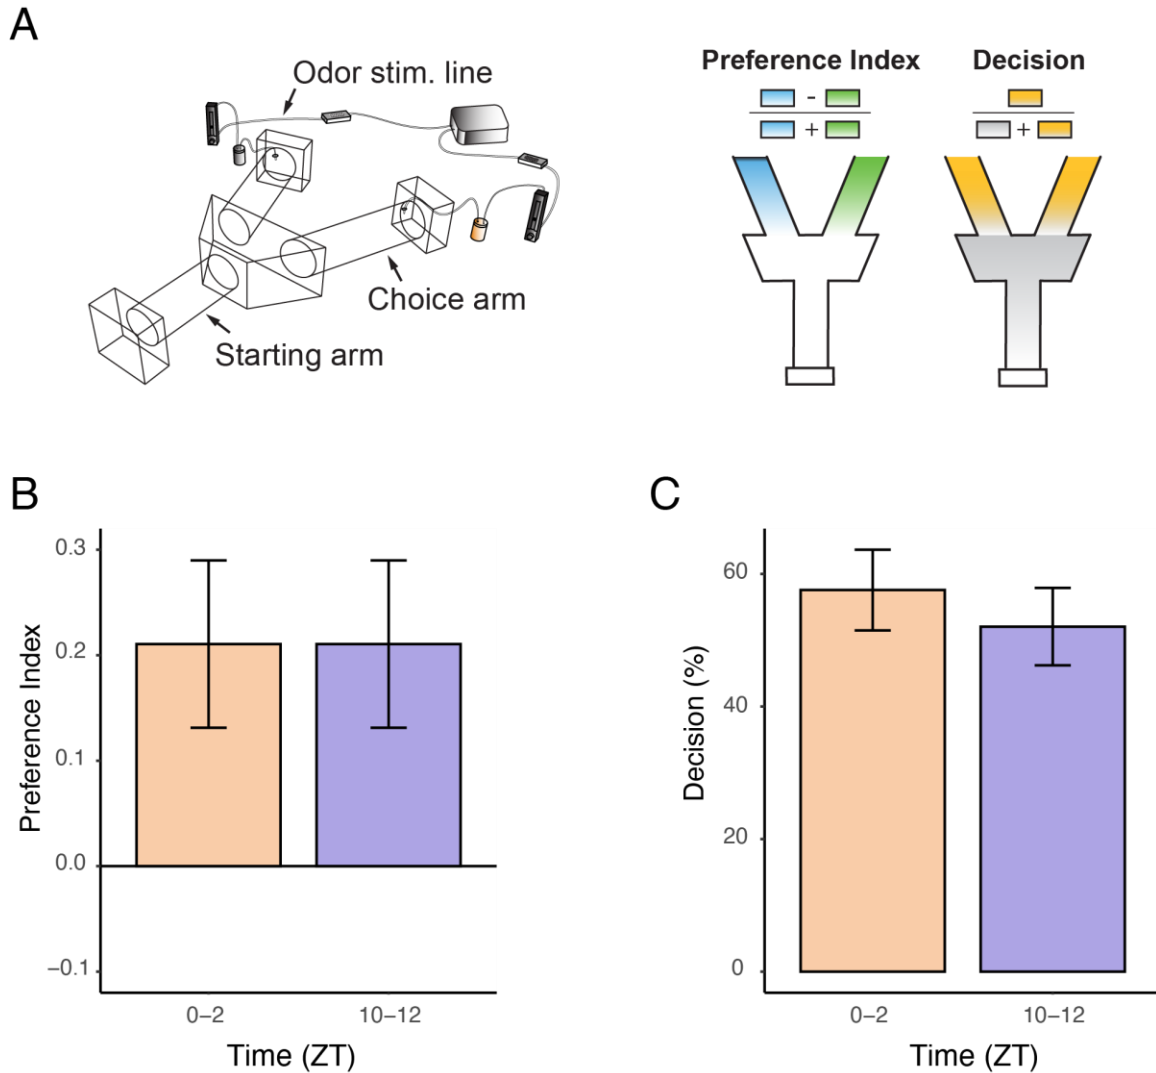 A
Odor stim. line
Choice arm
Starting arm
Preference Index
-
+
Decision
+
B
Preference Index
0.3
0.2
0.1
0.0
−0.1
0−2
10−12
Time (ZT)
C
Decision (%)
60
40
20
0
0−2
10−12
Time (ZT)